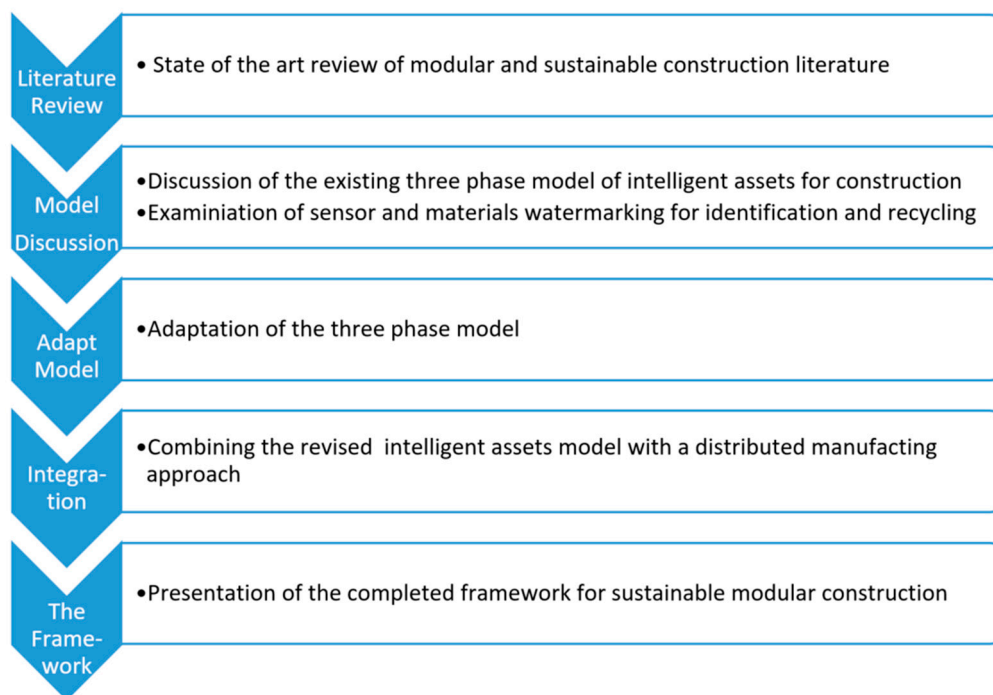 Literature
Review
• State of the art review of modular and sustainable construction literature
Model
Discussion
•Discussion of the existing three phase model of intelligent assets for construction
•Examiniation of sensor and materials watermarking for identification and recycling
Adapt
Model
•Adaptation of the three phase model
Integra-
tion
•Combining the revised intelligent assets model with a distributed manufacting
approach
The
Frame-
work
•Presentation of the completed framework for sustainable modular construction